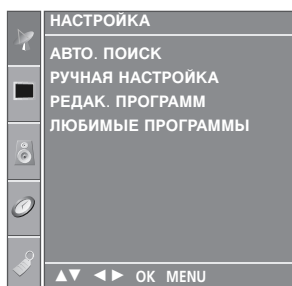 НАСТРОЙКА
АВТО. ПОИСК
РУЧНАЯ НАСТРОЙКА
РЕДАК. ПРОГРАММ
ЛЮБИМЫЕ ПРОГРАММЫ
▲▼ ◄► OK MENU